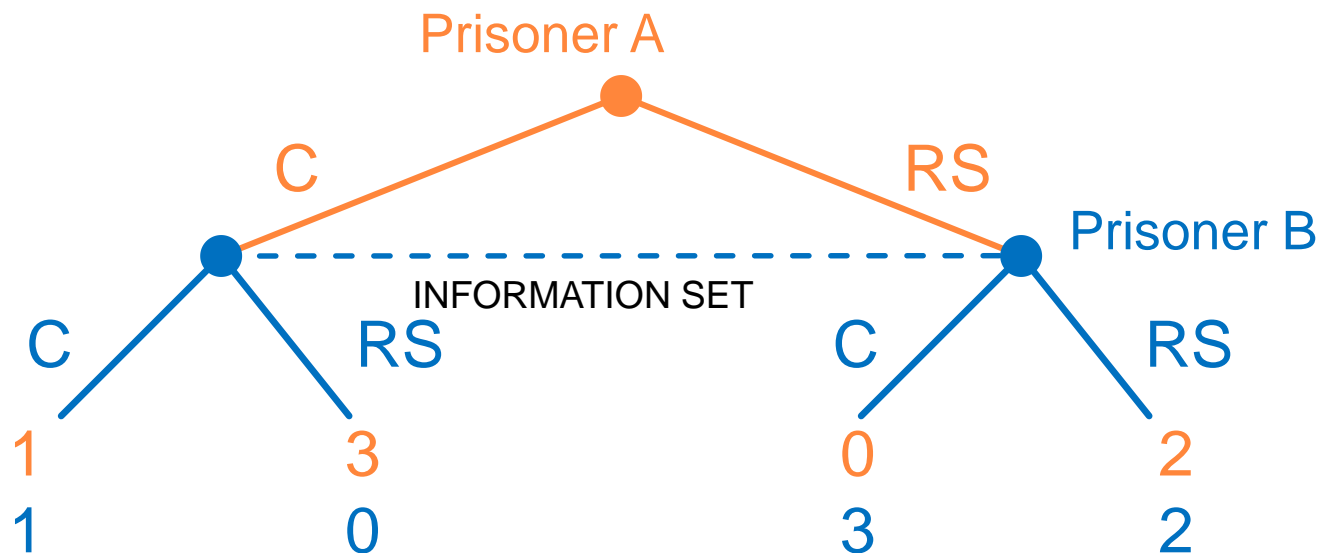 Prisoner A
C RS
Prisoner B
INFORMATION SET
C RS C RS
1 3 0 2
1 0 3 2